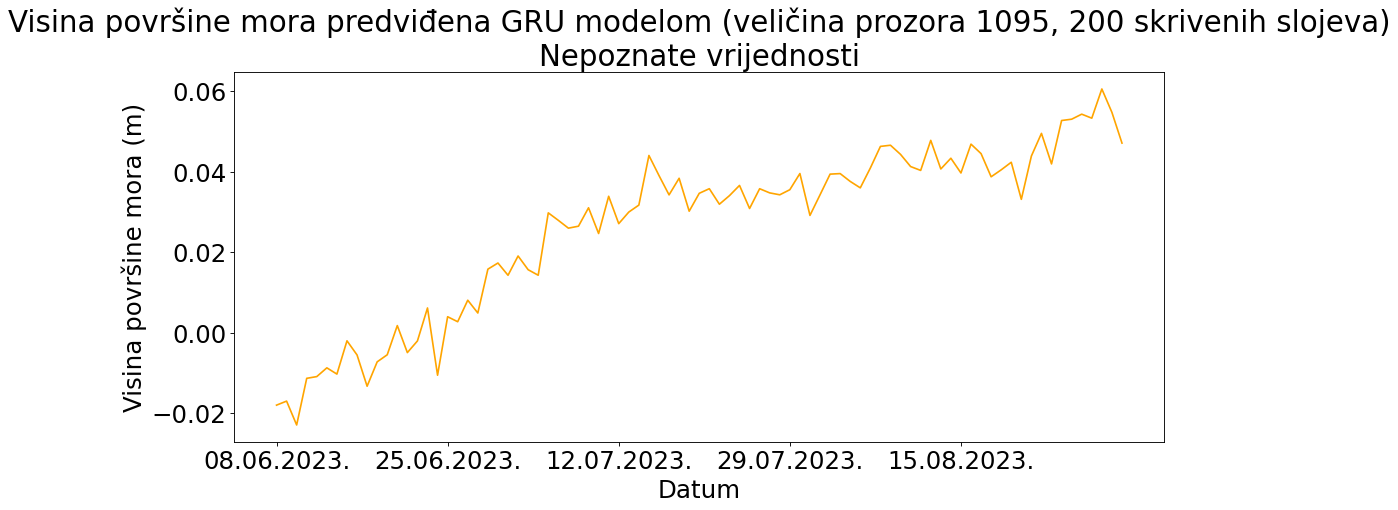 Visina površine mora predviđena GRU modelom (veličina prozora 1095, 200 skrivenih slojeva)
Nepoznate vrijednosti
Visina površine mora (m)
0.06
0.04
0.02
0.00
−0.02
08.06.2023. 25.06.2023. 12.07.2023. 29.07.2023. 15.08.2023.
Datum